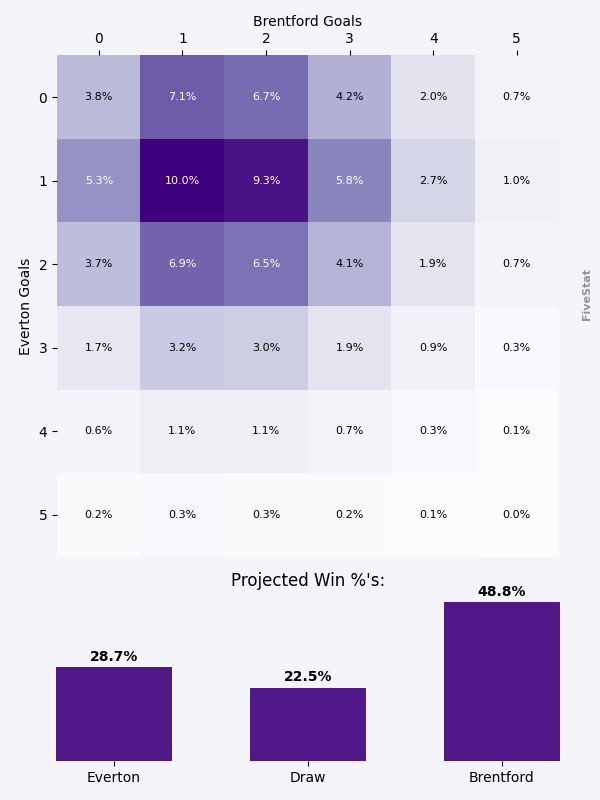 Brentford Goals
0 1 2 3 4 5
0 3.8% 7.1% 6.7% 4.2% 2.0% 0.7%
1 5.3% 10.0% 9.3% 5.8% 2.7% 1.0%
2 3.7% 6.9% 6.5% 4.1% 1.9% 0.7%
3 1.7% 3.2% 3.0% 1.9% 0.9% 0.3%
4 0.6% 1.1% 1.1% 0.7% 0.3% 0.1%
5 0.2% 0.3% 0.3% 0.2% 0.1% 0.0%
Everton Goals
FiveStat
Projected Win %'s:
28.7% 22.5% 48.8%
Everton Draw Brentford